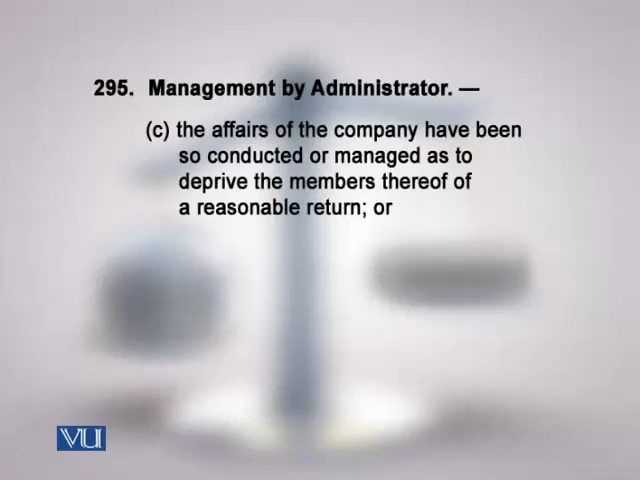 295. Management by Administrator. —
(c) the affairs of the company have been
so conducted or managed as to
deprive the members thereof of
a reasonable return; or
VU